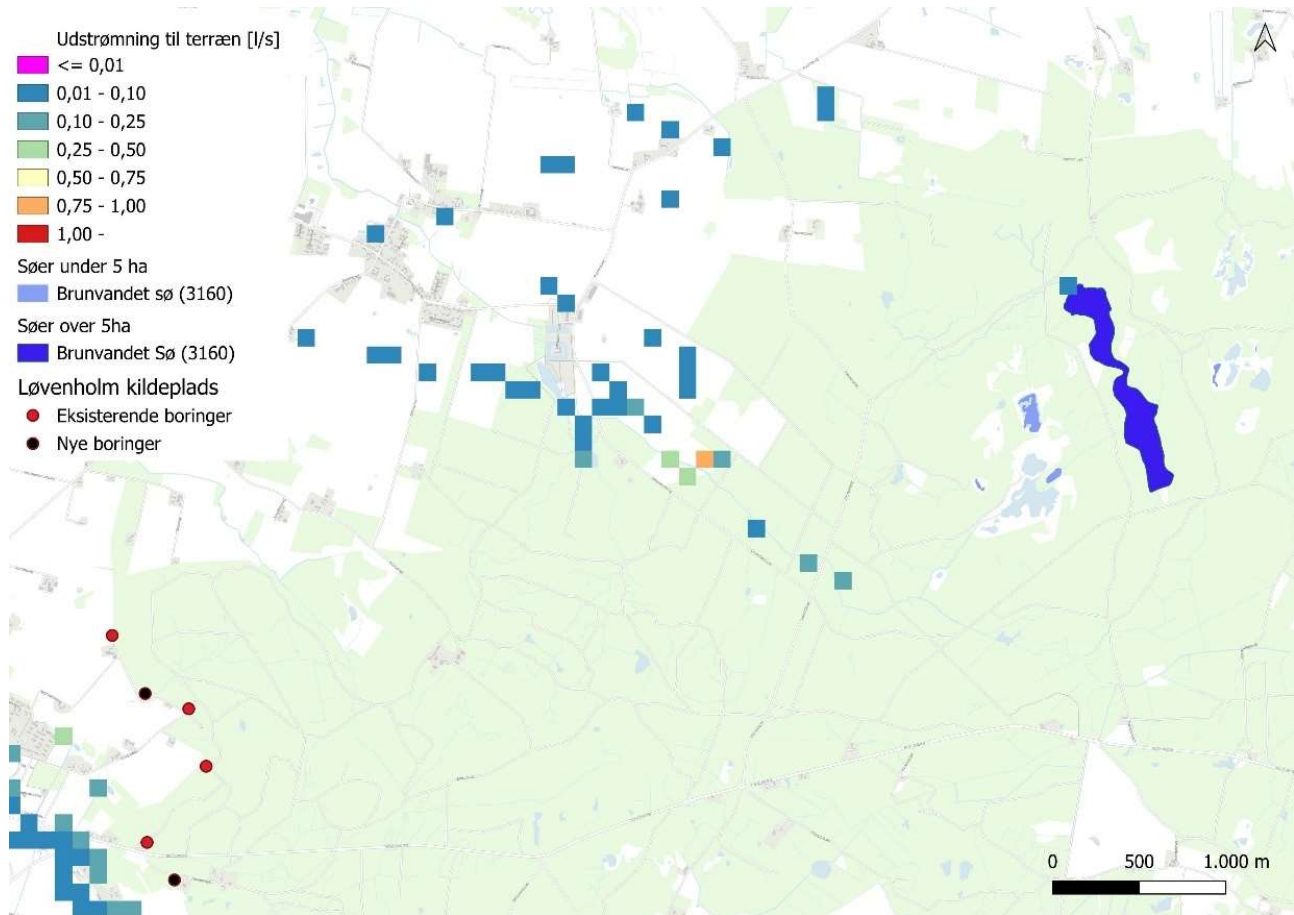 Udstrømning til terræn [l/s]
<= 0,01
0,01 - 0,10
0,10 - 0,25
0,25 - 0,50
0,50 - 0,75
0,75 - 1,00
1,00 -
Søer under 5 ha
Brunvandet sø (3160)
Søer over 5ha
Brunvandet Sø (3160)
Løvenholm kildeplads
Eksisterende boringer
Nye boringer
0 500 1.000 m